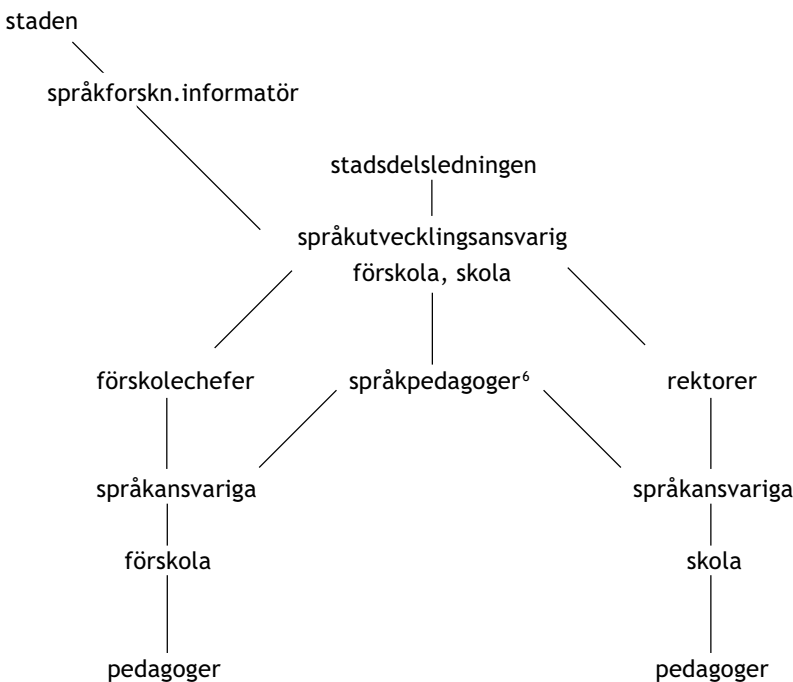 staden
språkforskn.informatör
stadsdelsledningen
språkutvecklingsansvarig
förskola, skola
förskolechefer
språkpedagoger⁶
rektorer
språkansvariga
språkansvariga
förskola
skola
pedagoger
pedagoger